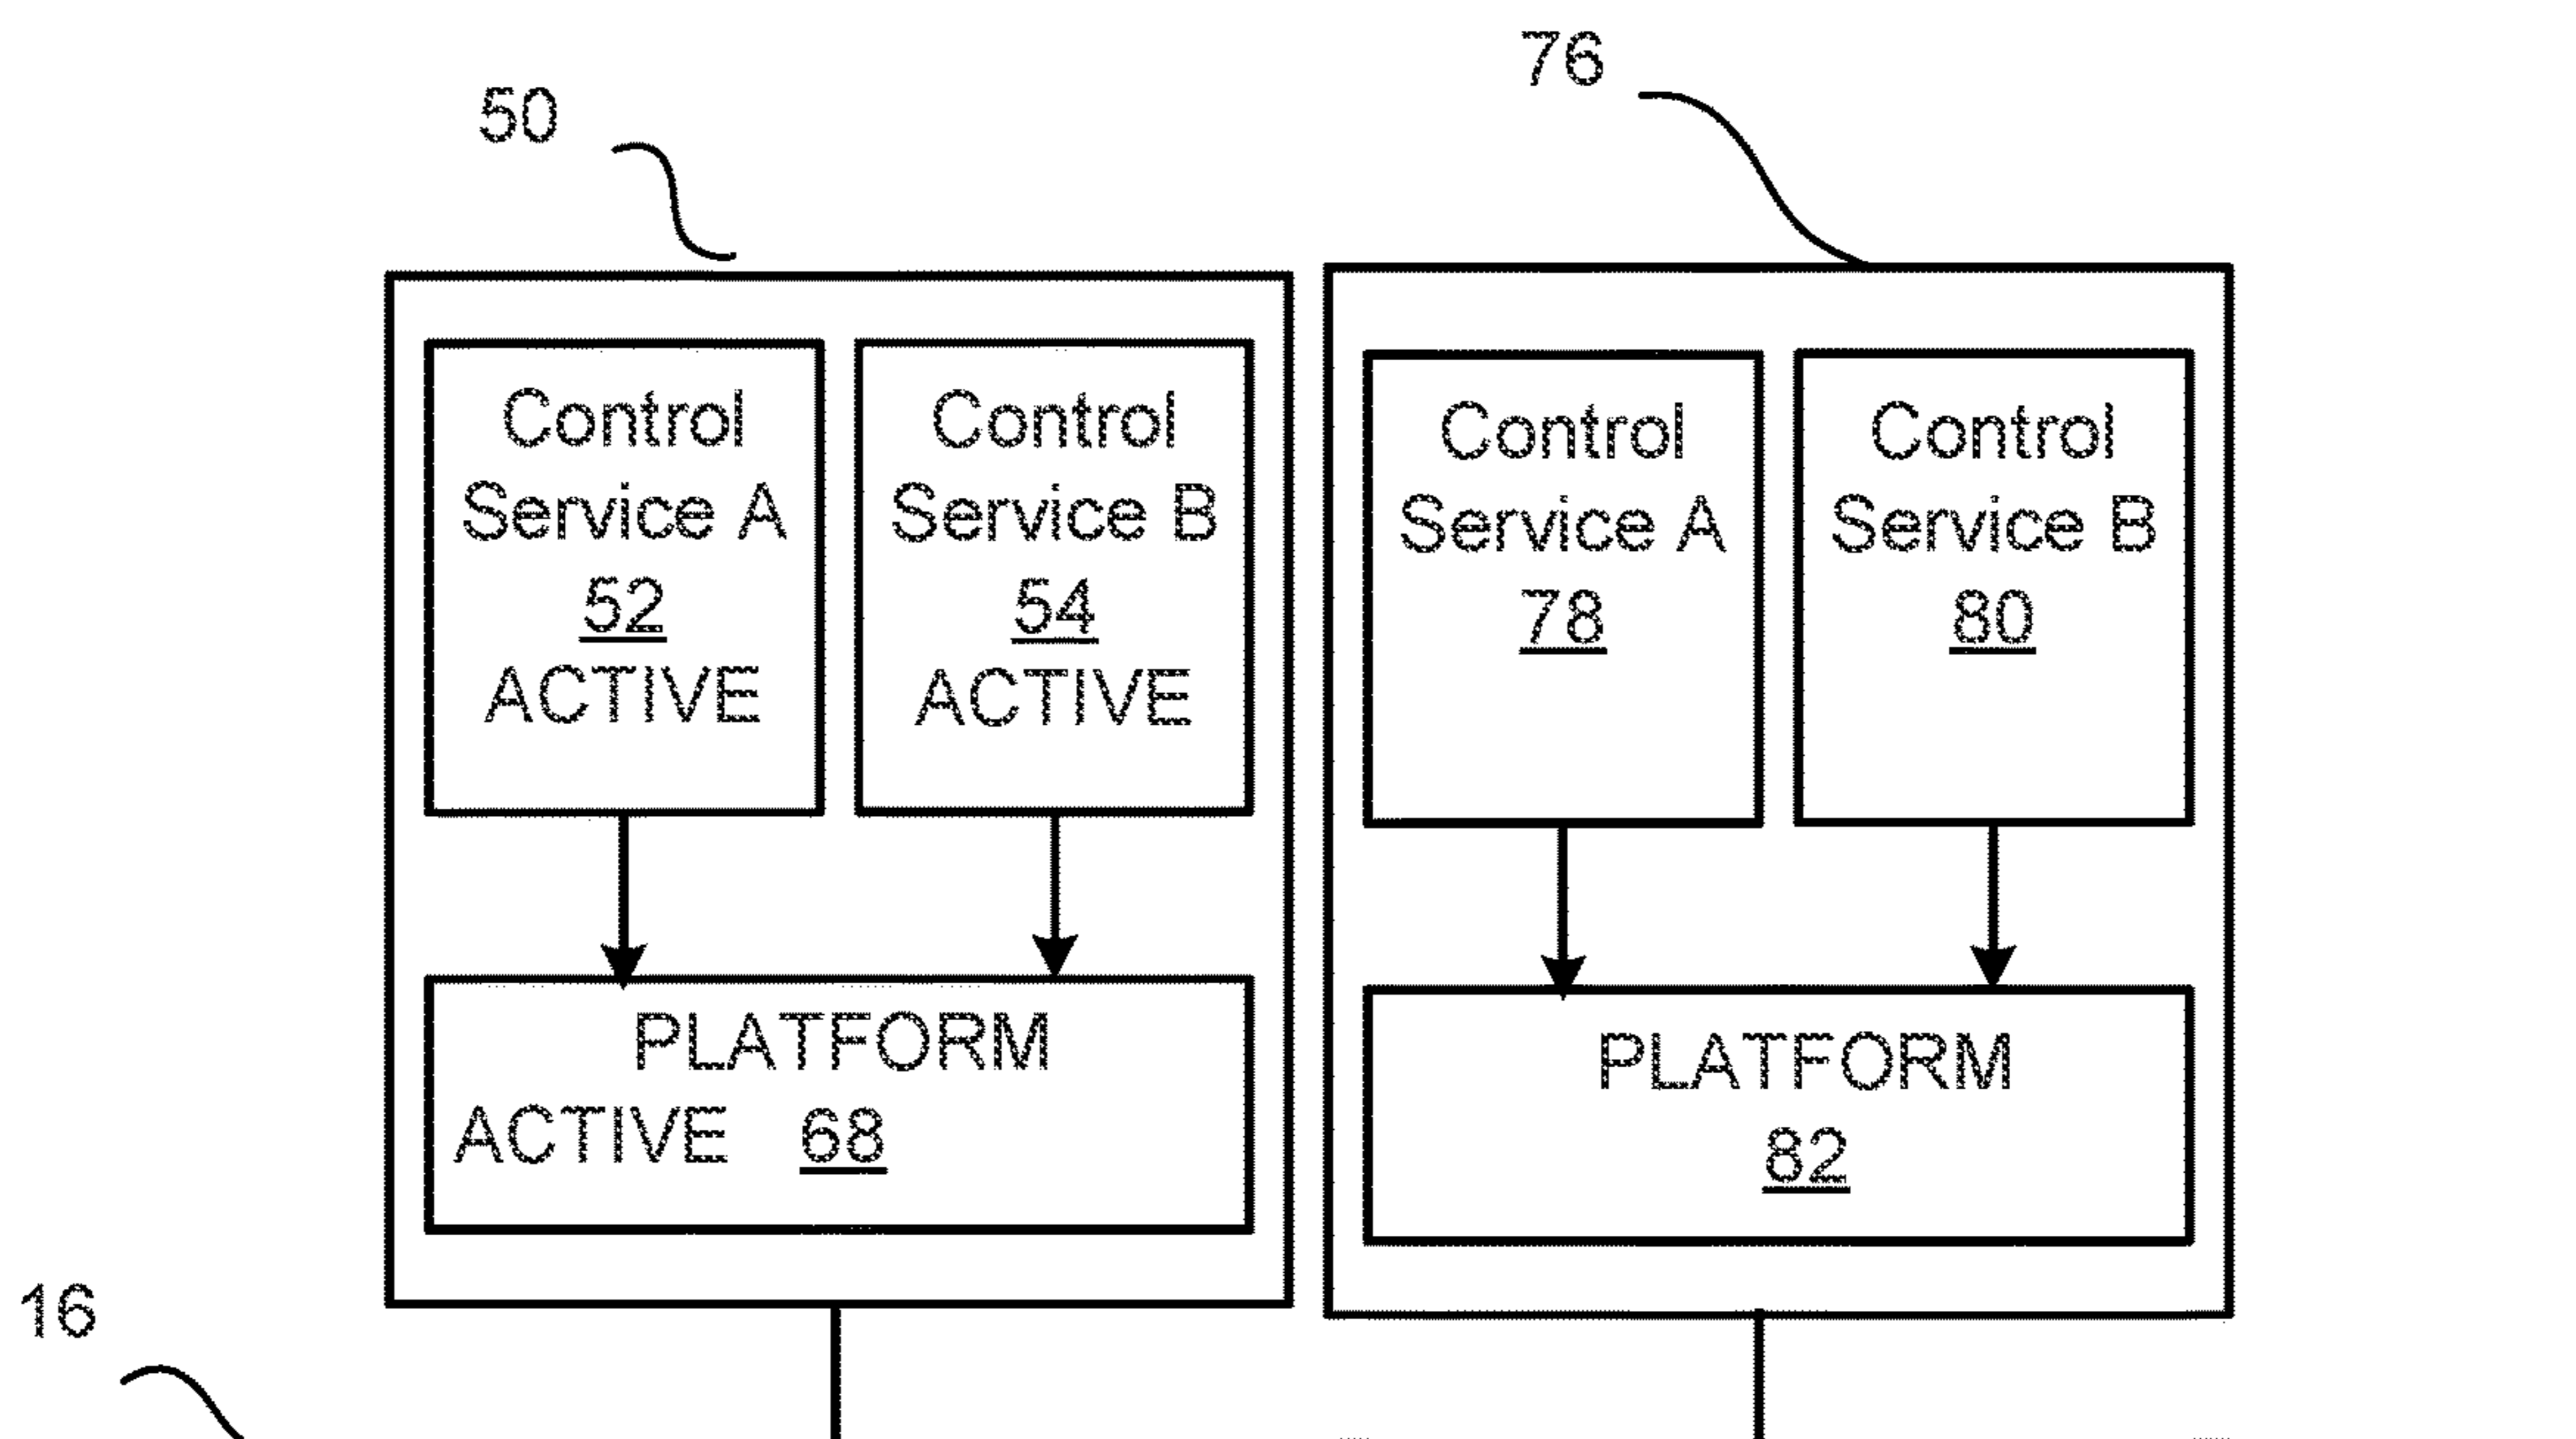 76
50
Control
Service A
52
ACTIVE
Control
Service B
54
ACTIVE
PLATFORM
ACTIVE 68
Control
Service A
78
Control
Service B
80
PLATFORM
82
16